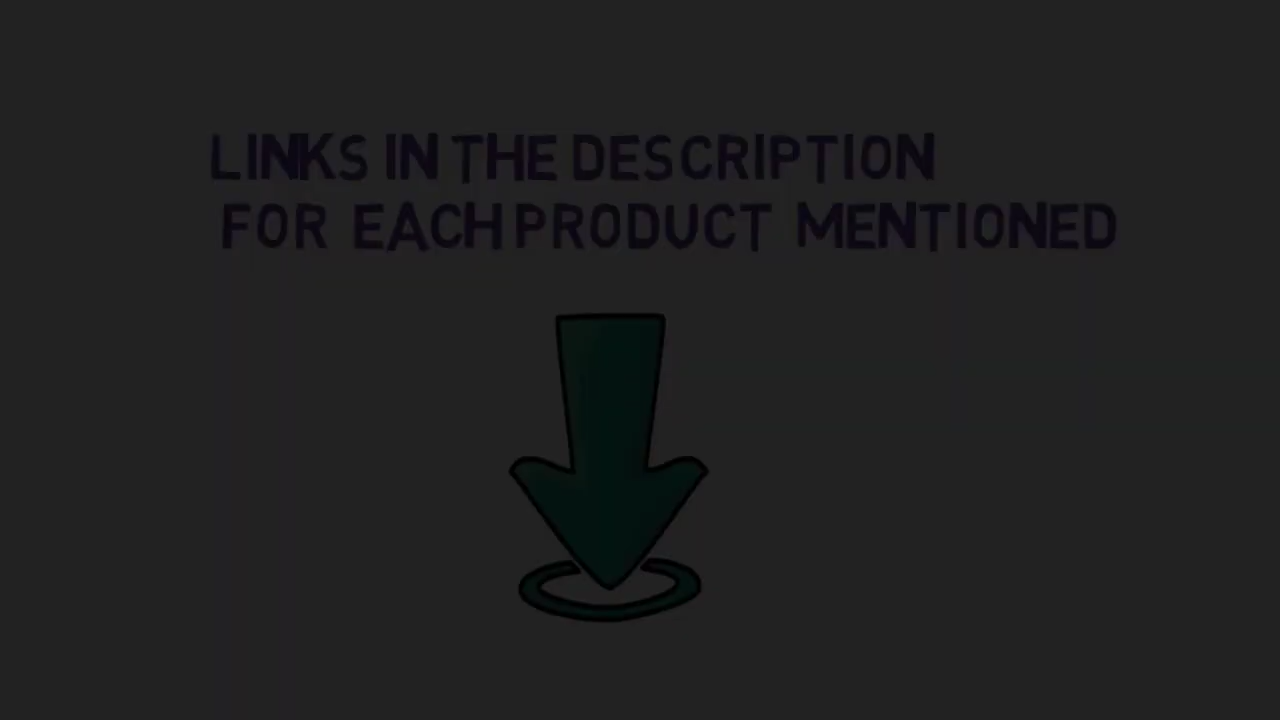 LINKS IN THE DESCRIPTION
FOR EACH PRODUCT MENTIONED